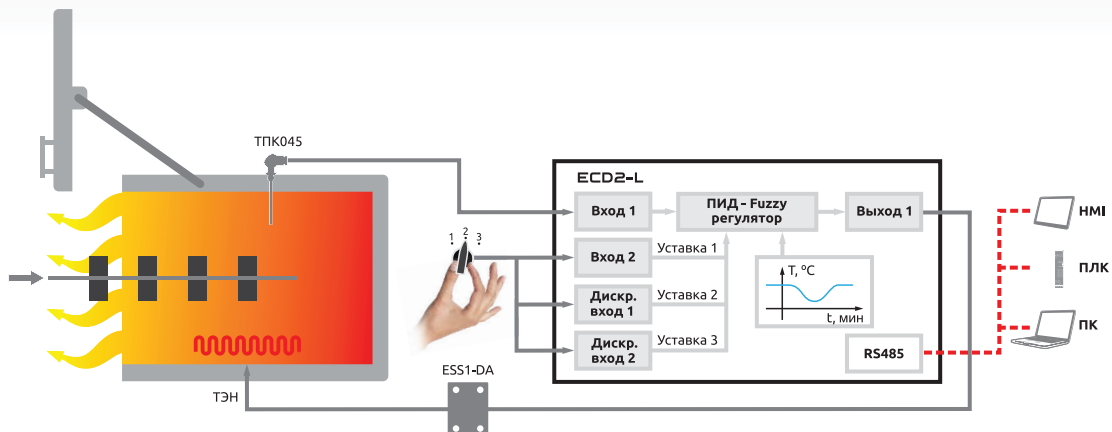 ТПК045
ECD2-L
Вход 1
ПИД - Fuzzy
регулятор
Выход 1
HMI
1
2
3
Вход 2
Уставка 1
T, °C
t, мин
ПЛК
Дискр.
вход 1
Уставка 2
Дискр.
вход 2
Уставка 3
RS485
ПК
ТЭН
ESS1-DA